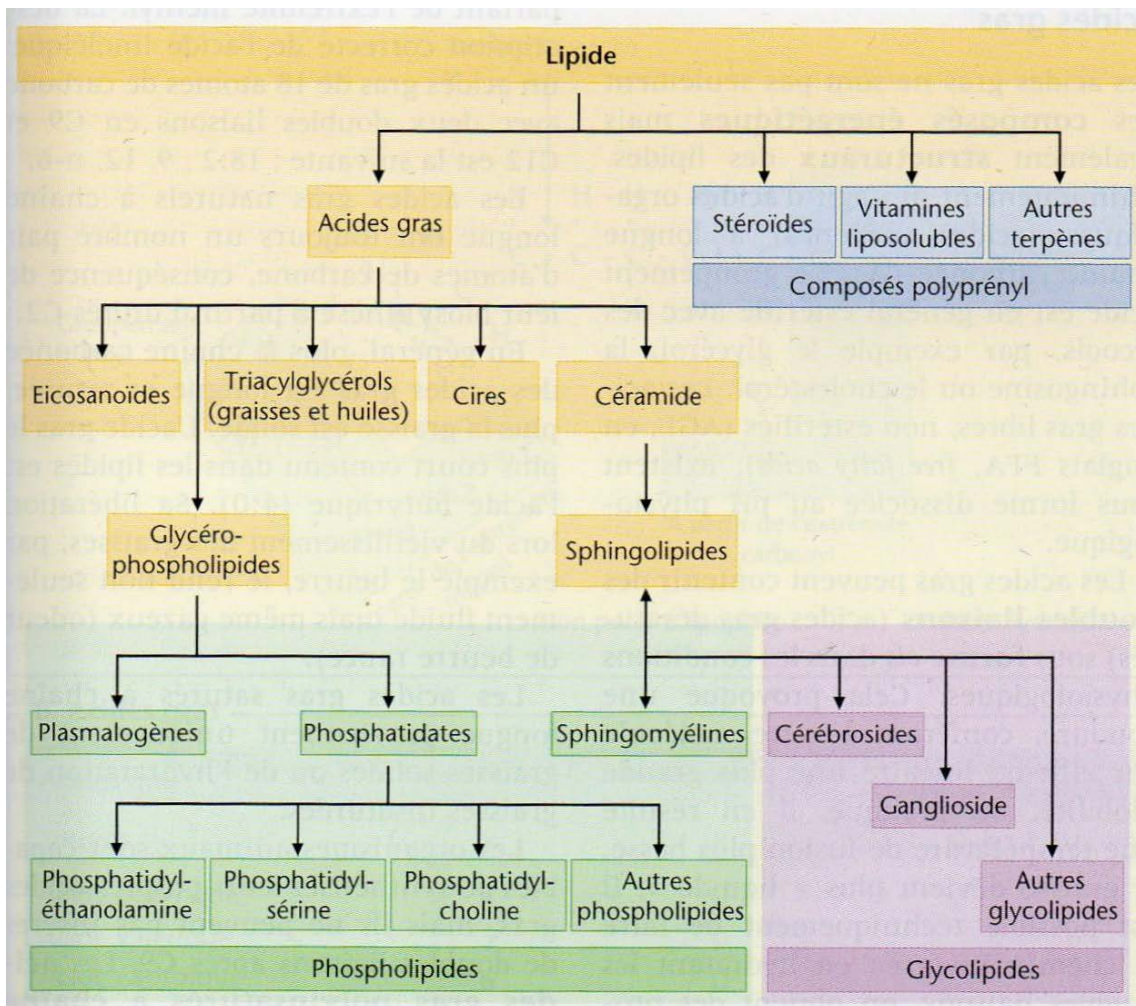 Lipide
Acides gras
Stéroïdes
Vitamines
liposolubles
Autres
terpènes
Composés polyprényl
Eicosanoïdes
Triacylglycérols
(graisses et huiles)
Cires
Céramide
Glycéro-
phospholipides
Sphingolipides
Plasmalogènes
Phosphatidates
Sphingomyélines
Cérébrosides
Ganglioside
Phosphatidyl-
éthanolamine
Phosphatidyl-
sérine
Phosphatidyl-
choline
Autres
phospholipides
Autres
glycolipides
Phospholipides
Glycolipides